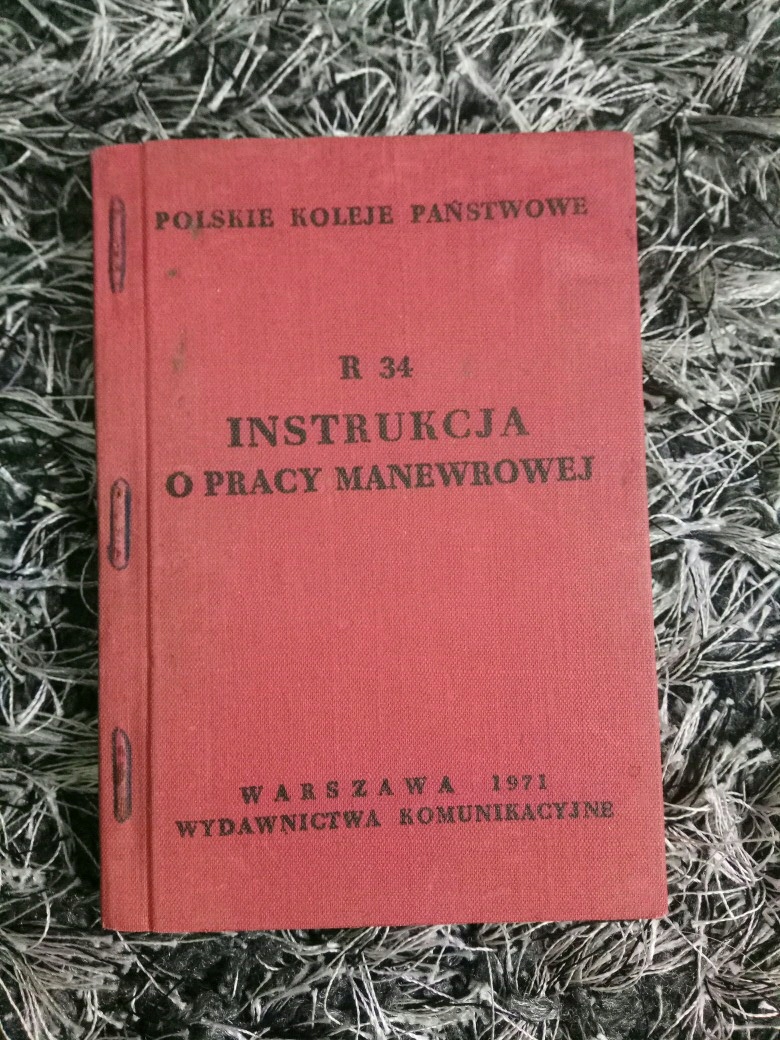 POLSKIE KOLEJE PAŃSTWOWE
R 34
INSTRUKCJA
O PRACY MANEWROWEJ
WARSZAWA 1971
WYDAWNICTWA KOMUNIKACYJNE